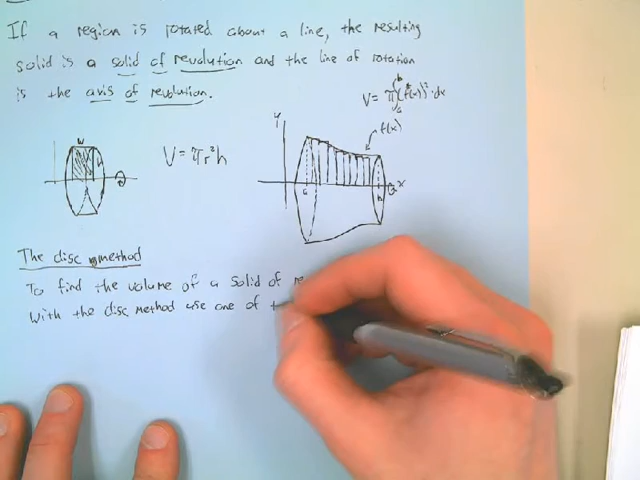 If a region is rotated about a line, the resulting
solid is a solid of revolution and the line of rotation
is the axis of revolution.
V = π∫ₐᵇ(f(x))²·dx
y
f(x)
w
V = πr²h
a
b
x
The disc method
To find the volume of a solid of
With the disc method use one of